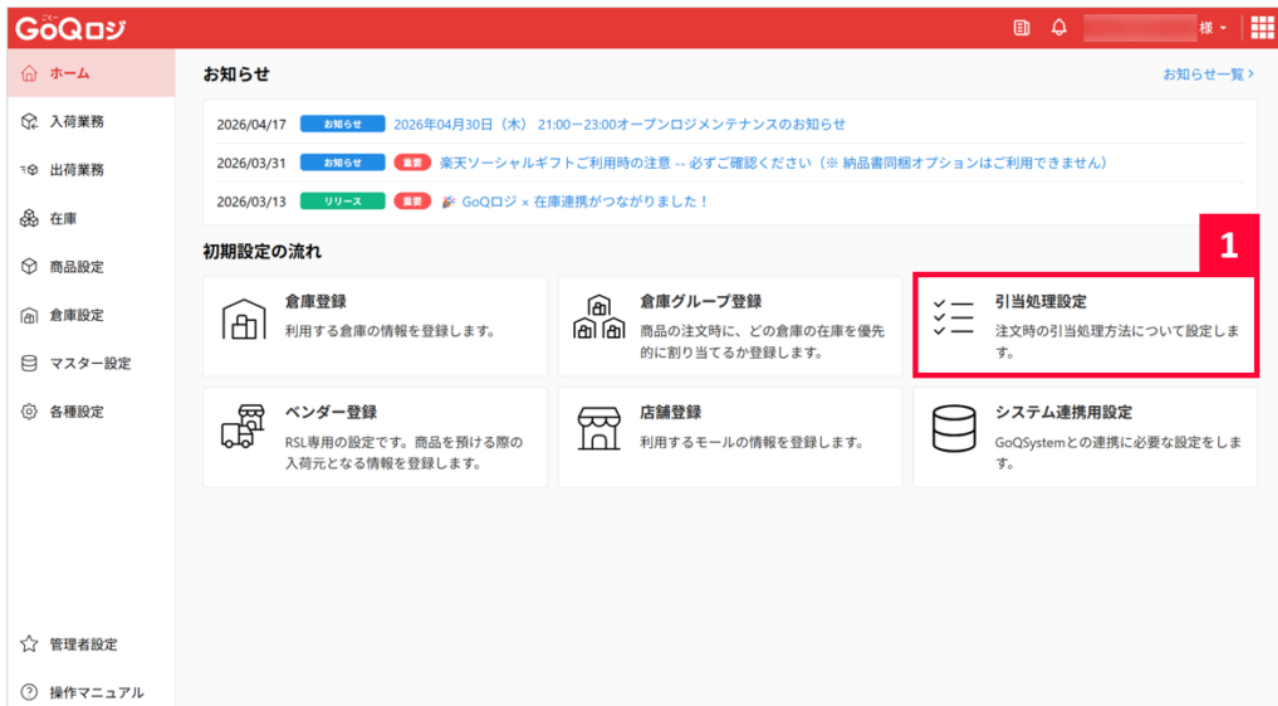 ごくー
GoQロジ
様
ホーム
入荷業務
出荷業務
在庫
商品設定
倉庫設定
マスター設定
各種設定
管理者設定
操作マニュアル
お知らせ
お知らせ一覧
2026/04/17 お知らせ 2026年04月30日（木） 21:00－23:00オープンロジメンテナンスのお知らせ
2026/03/31 お知らせ 重要 楽天ソーシャルギフトご利用時の注意 -- 必ずご確認ください（※ 納品書同梱オプションはご利用できません）
2026/03/13 リリース 重要 🎉 GoQロジ × 在庫連携がつながりました！
初期設定の流れ
1
倉庫登録
利用する倉庫の情報を登録します。
倉庫グループ登録
商品の注文時に、どの倉庫の在庫を優先
的に割り当てるか登録します。
引当処理設定
注文時の引当処理方法について設定しま
す。
ベンダー登録
RSL専用の設定です。商品を預ける際の
入荷元となる情報を登録します。
店舗登録
利用するモールの情報を登録します。
システム連携用設定
GoQSystemとの連携に必要な設定をしま
す。